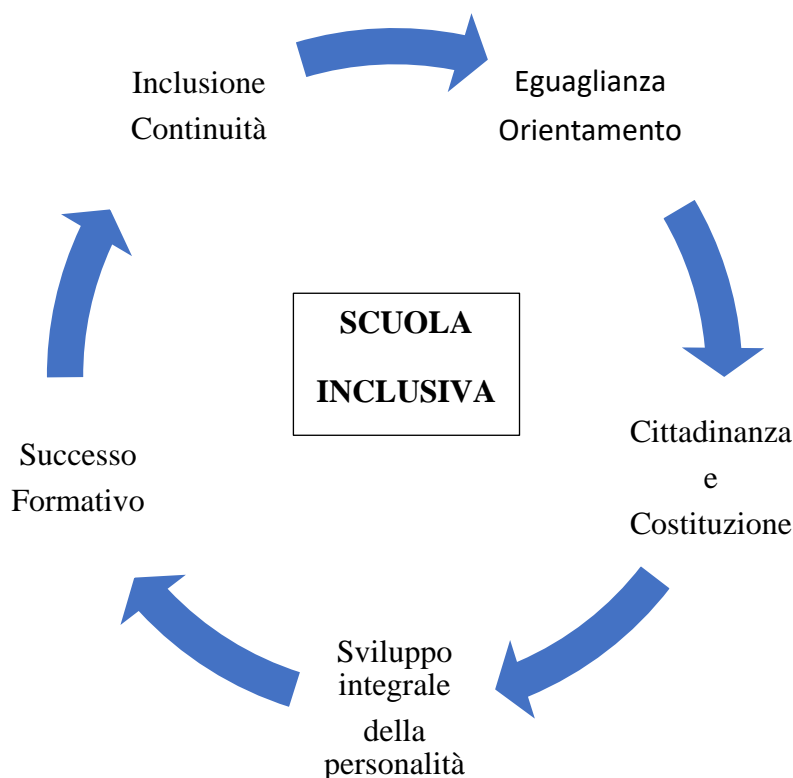 Inclusione
Continuità
Eguaglianza
Orientamento
SCUOLA
INCLUSIVA
Cittadinanza
e
Costituzione
Successo
Formativo
Sviluppo
integrale
della
personalità